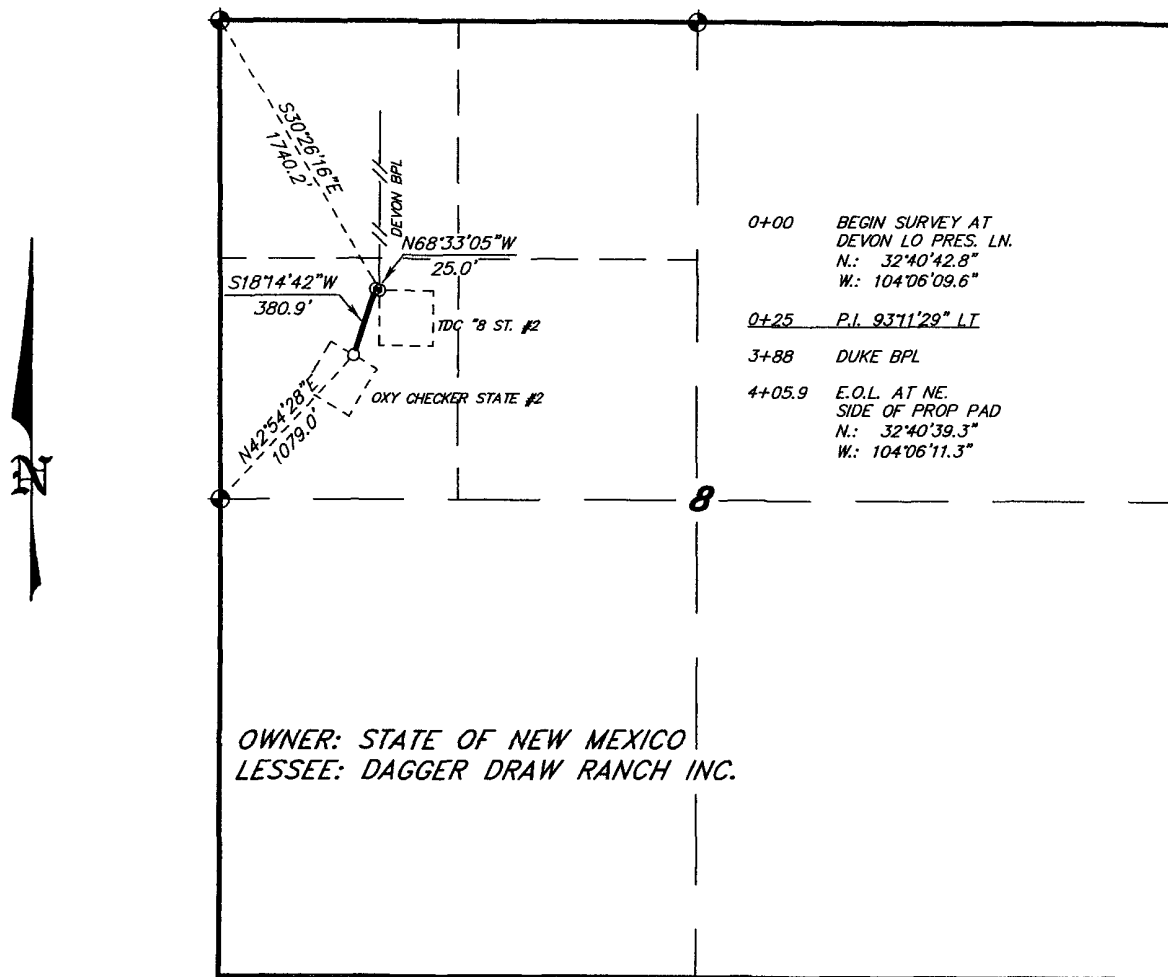 S30°26'16"E
1740.2'
DEVON BPL
N68°33'05"W
25.0'
S18°14'42"W
380.9'
TDC "8 ST. #2
OXY CHECKER STATE #2
N42°54'28"E
1079.0'
0+00 BEGIN SURVEY AT
DEVON LO PRES. LN.
N.: 32°40'42.8"
W.: 104°06'09.6"
0+25 P.I. 93°11'29" LT
3+88 DUKE BPL
4+05.9 E.O.L. AT NE.
SIDE OF PROP PAD
N.: 32°40'39.3"
W.: 104°06'11.3"
N
8
OWNER: STATE OF NEW MEXICO
LESSEE: DAGGER DRAW RANCH INC.